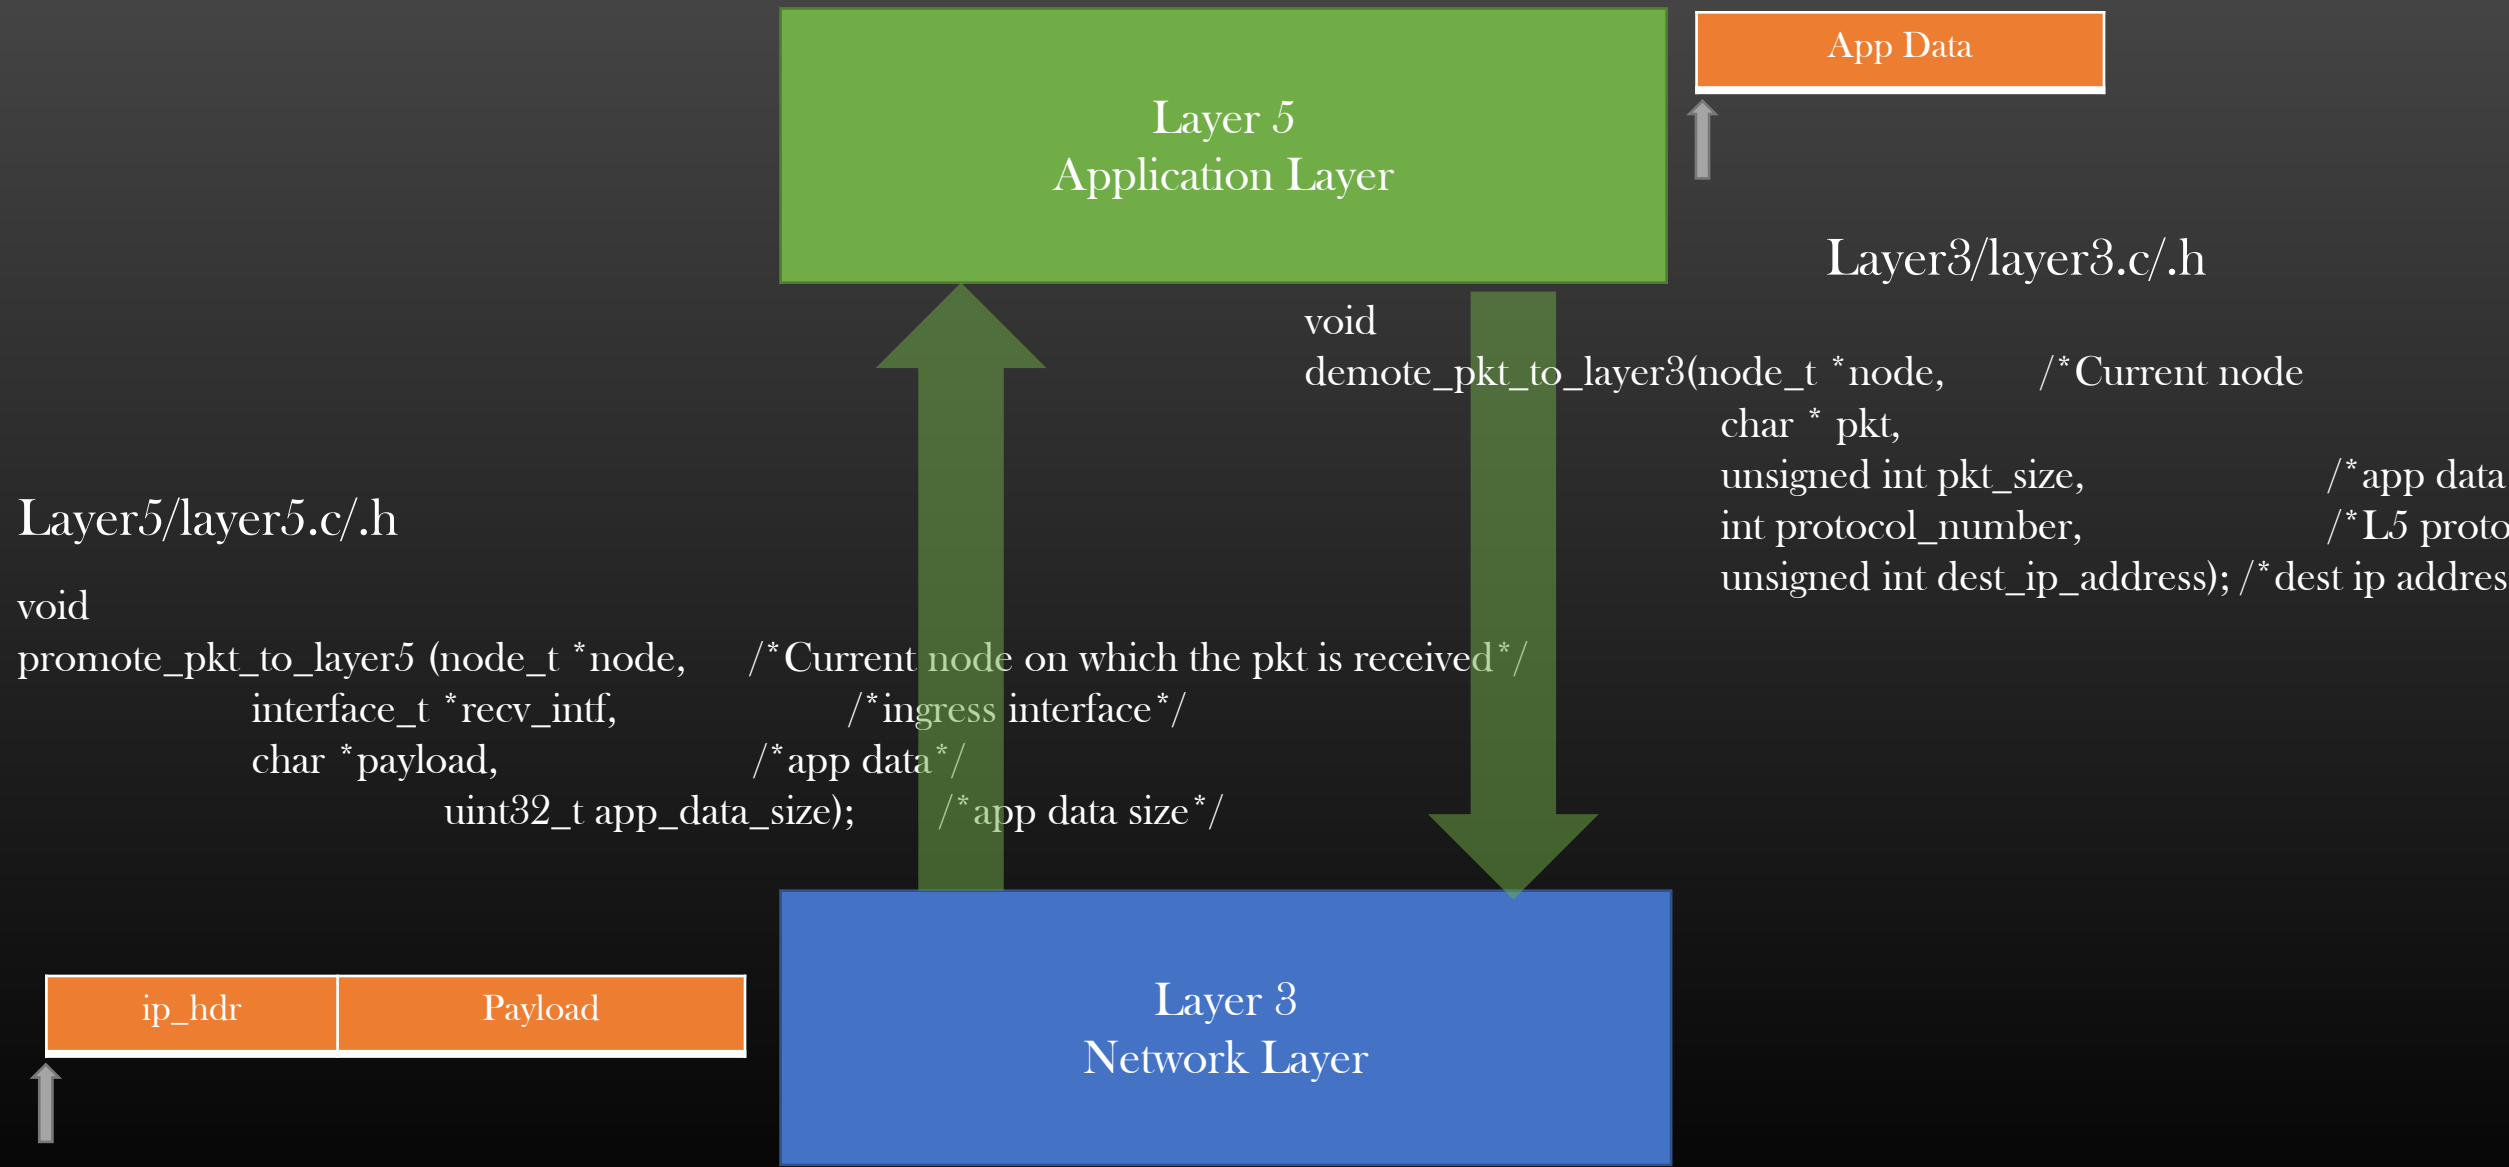 App Data
Layer 5
Application Layer
Layer3/layer3.c/.h
void
demote_pkt_to_layer3(node_t *node, /*Current node
char * pkt,
unsigned int pkt_size, /*app data
int protocol_number, /*L5 proto
unsigned int dest_ip_address); /*dest ip addres
Layer5/layer5.c/.h
void
promote_pkt_to_layer5 (node_t *node, /*Current node on which the pkt is received*/
interface_t *recv_intf, /*ingress interface*/
char *payload, /*app data*/
uint32_t app_data_size); /*app data size*/
ip_hdr Payload
Layer 3
Network Layer